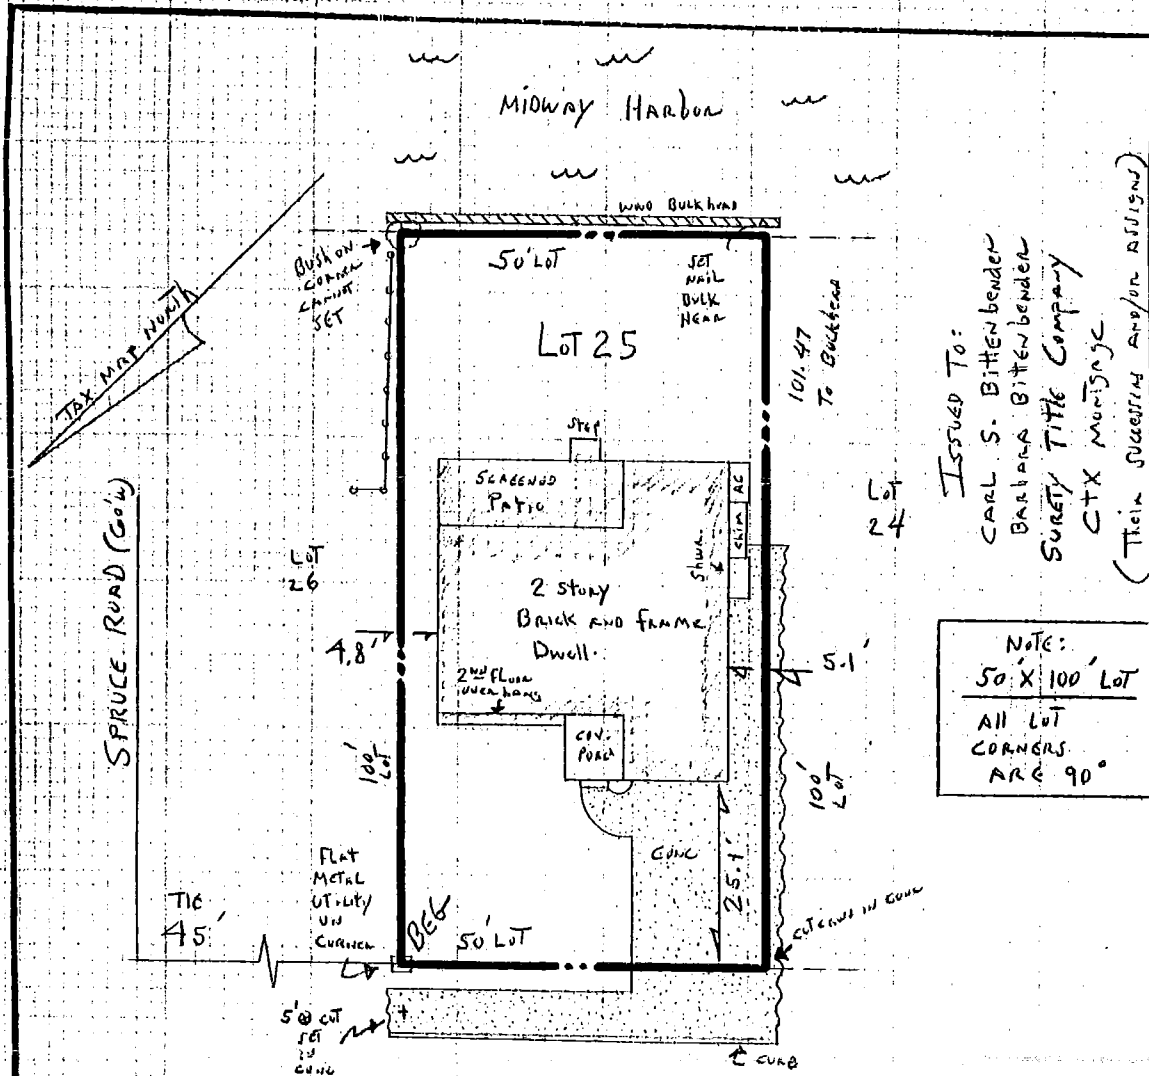 MIDWAY HARBOR
TAX MAP NORTH
BUSH ON
CORNER
CANNOT
SET
WOOD BULKHEAD
50' LOT
SET
NAIL
BULK
HEAD
LOT 25
101.47
TO BULKHEAD
STEP
SCREENED
PATIO
AC
CHIM
SHWR.
LOT
26
LOT
24
2 STORY
BRICK AND FRAME
DWELL.
4.8'
5.1'
2ND FLOOR
OVER HANG
COV.
PORCH
100'
LOT
100'
LOT
SPRUCE ROAD (60'W)
CONC
25.1'
FLAT
METAL
UTILITY
ON
CORNER
TIE
45'
BEG
50' LOT
CUT CROSS IN CONC
5' CUT
SET
IN
CONC
CURB
ISSUED TO:
CARL S. BITTENBENDER
BARBARA BITTENBENDER
SURETY TITLE COMPANY
CTX MORTGAGE
(THEIR SUCCESSORS AND/OR ASSIGNS)
NOTE:
50' X 100' LOT
All LOT
CORNERS
ARE 90°